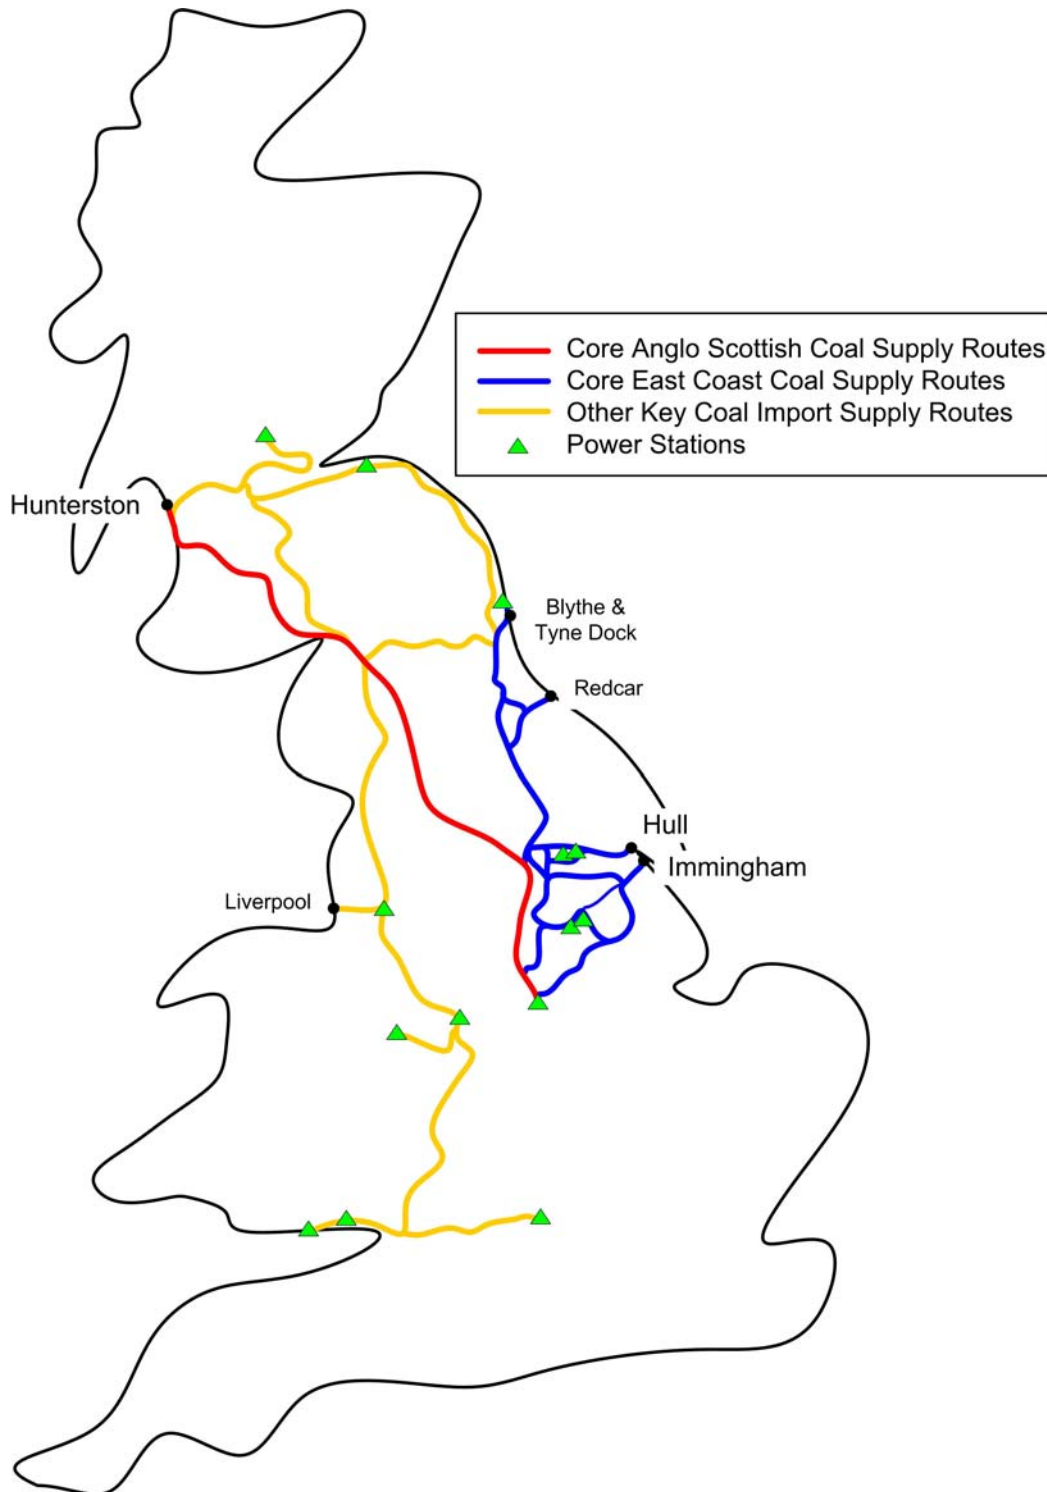 Core Anglo Scottish Coal Supply Routes
Core East Coast Coal Supply Routes
Other Key Coal Import Supply Routes
Power Stations
Hunterston
Blythe &
Tyne Dock
Redcar
Hull
Immingham
Liverpool